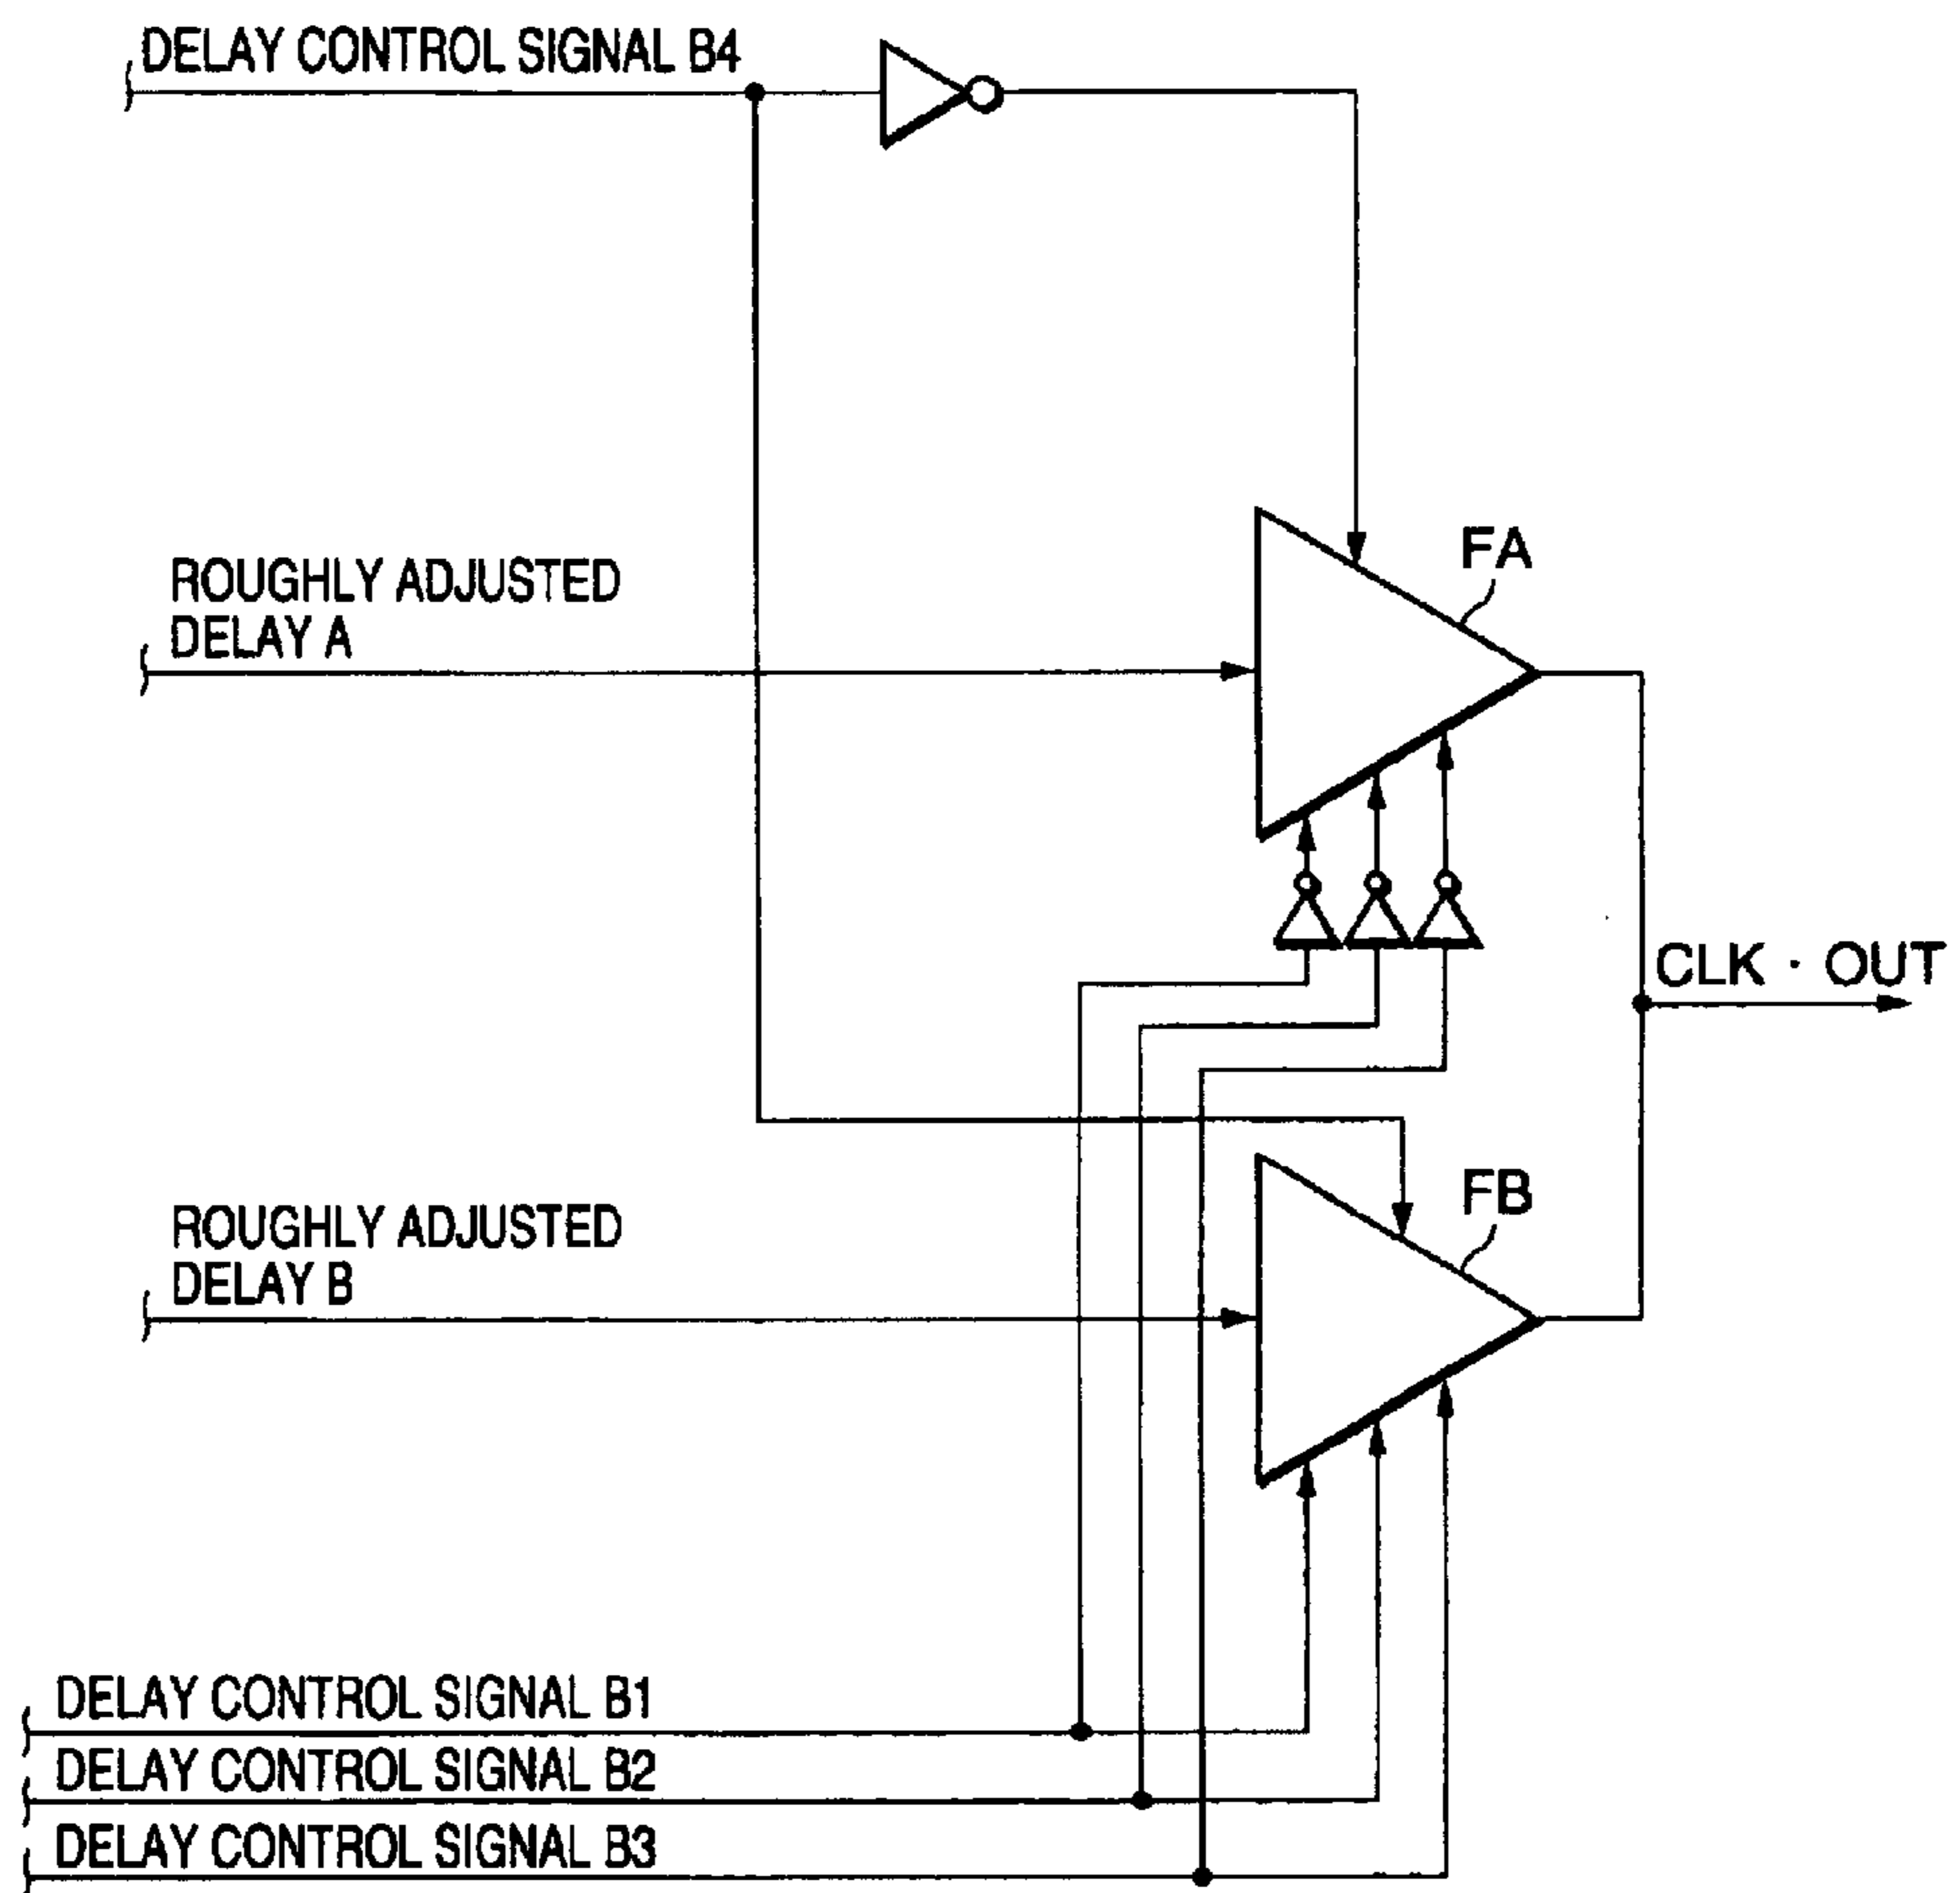 DELAY CONTROL SIGNAL B4
FA
ROUGHLY ADJUSTED
DELAY A
CLK · OUT
FB
ROUGHLY ADJUSTED
DELAY B
DELAY CONTROL SIGNAL B1
DELAY CONTROL SIGNAL B2
DELAY CONTROL SIGNAL B3